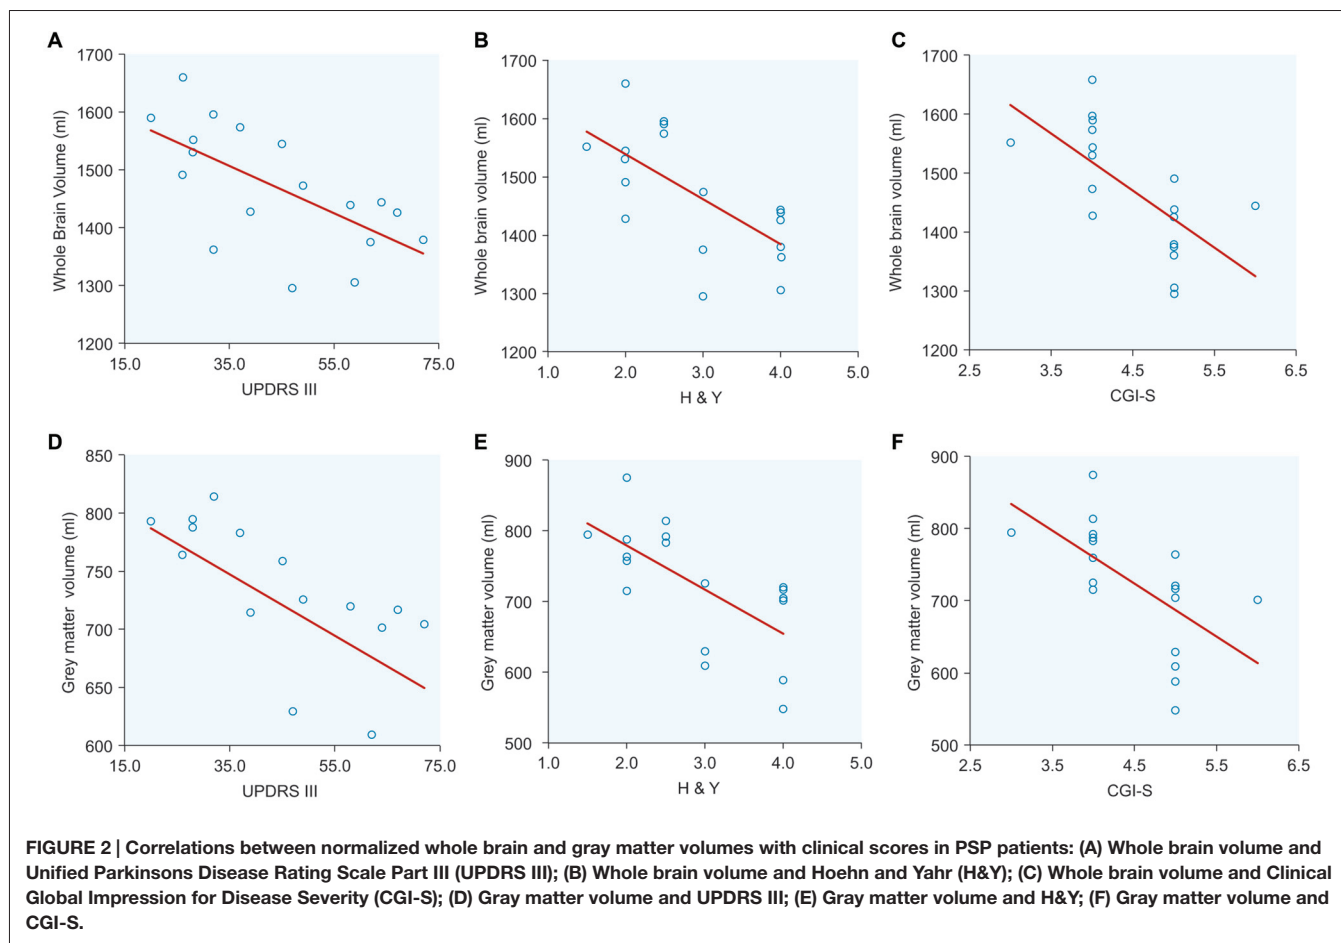 A
1700
1600
1500
1400
1300
1200
15.0 35.0 55.0 75.0
Whole Brain Volume (ml)
UPDRS III
B
1700
1600
1500
1400
1300
1200
1.0 2.0 3.0 4.0 5.0
Whole brain volume (ml)
H & Y
C
1700
1600
1500
1400
1300
1200
2.5 3.5 4.5 5.5 6.5
Whole brain volume (ml)
CGI-S
D
850
800
750
700
650
600
15.0 35.0 55.0 75.0
Grey matter volume (ml)
UPDRS III
E
900
800
700
600
500
1.0 2.0 3.0 4.0 5.0
Grey matter volume (ml)
H & Y
F
900
800
700
600
500
2.5 3.5 4.5 5.5 6.5
Grey matter volume (ml)
CGI-S
FIGURE 2 | Correlations between normalized whole brain and gray matter volumes with clinical scores in PSP patients: (A) Whole brain volume and
Unified Parkinsons Disease Rating Scale Part III (UPDRS III); (B) Whole brain volume and Hoehn and Yahr (H&Y); (C) Whole brain volume and Clinical
Global Impression for Disease Severity (CGI-S); (D) Gray matter volume and UPDRS III; (E) Gray matter volume and H&Y; (F) Gray matter volume and
CGI-S.